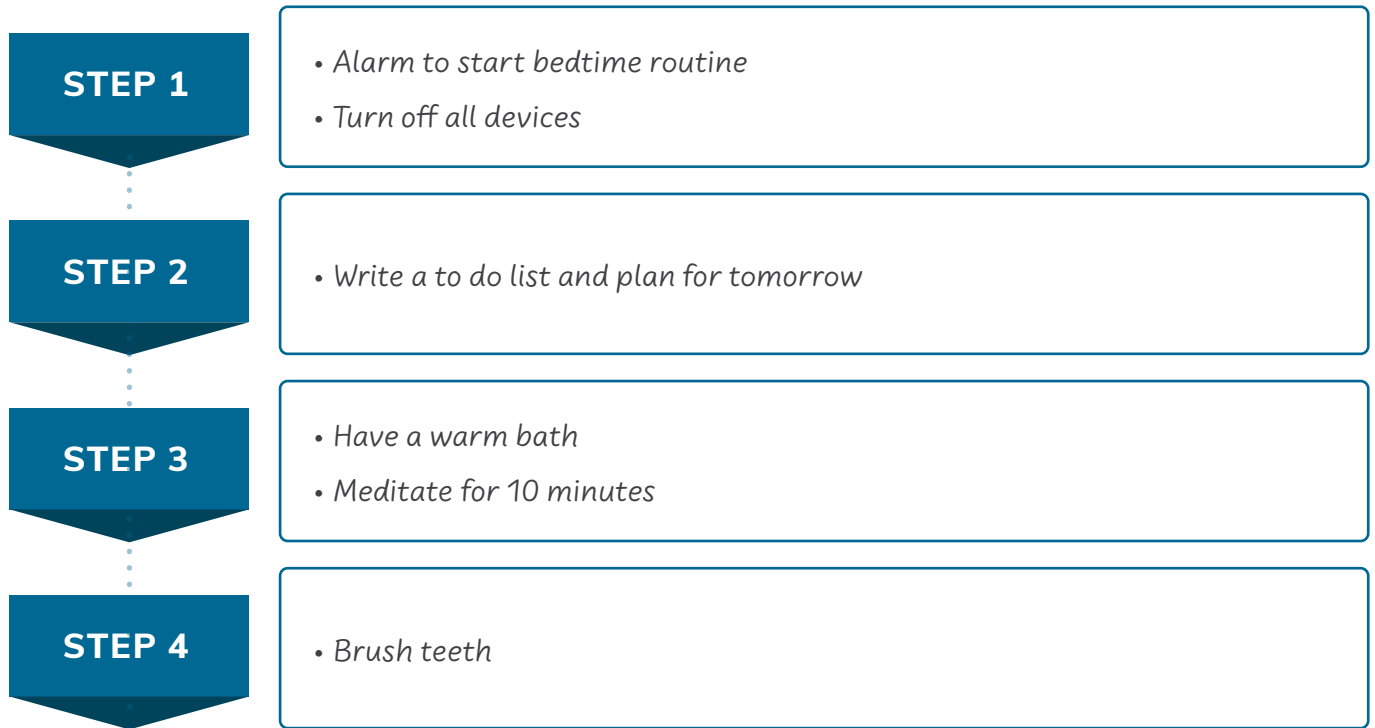 STEP 1
• Alarm to start bedtime routine
• Turn off all devices
STEP 2
• Write a to do list and plan for tomorrow
STEP 3
• Have a warm bath
• Meditate for 10 minutes
STEP 4
• Brush teeth